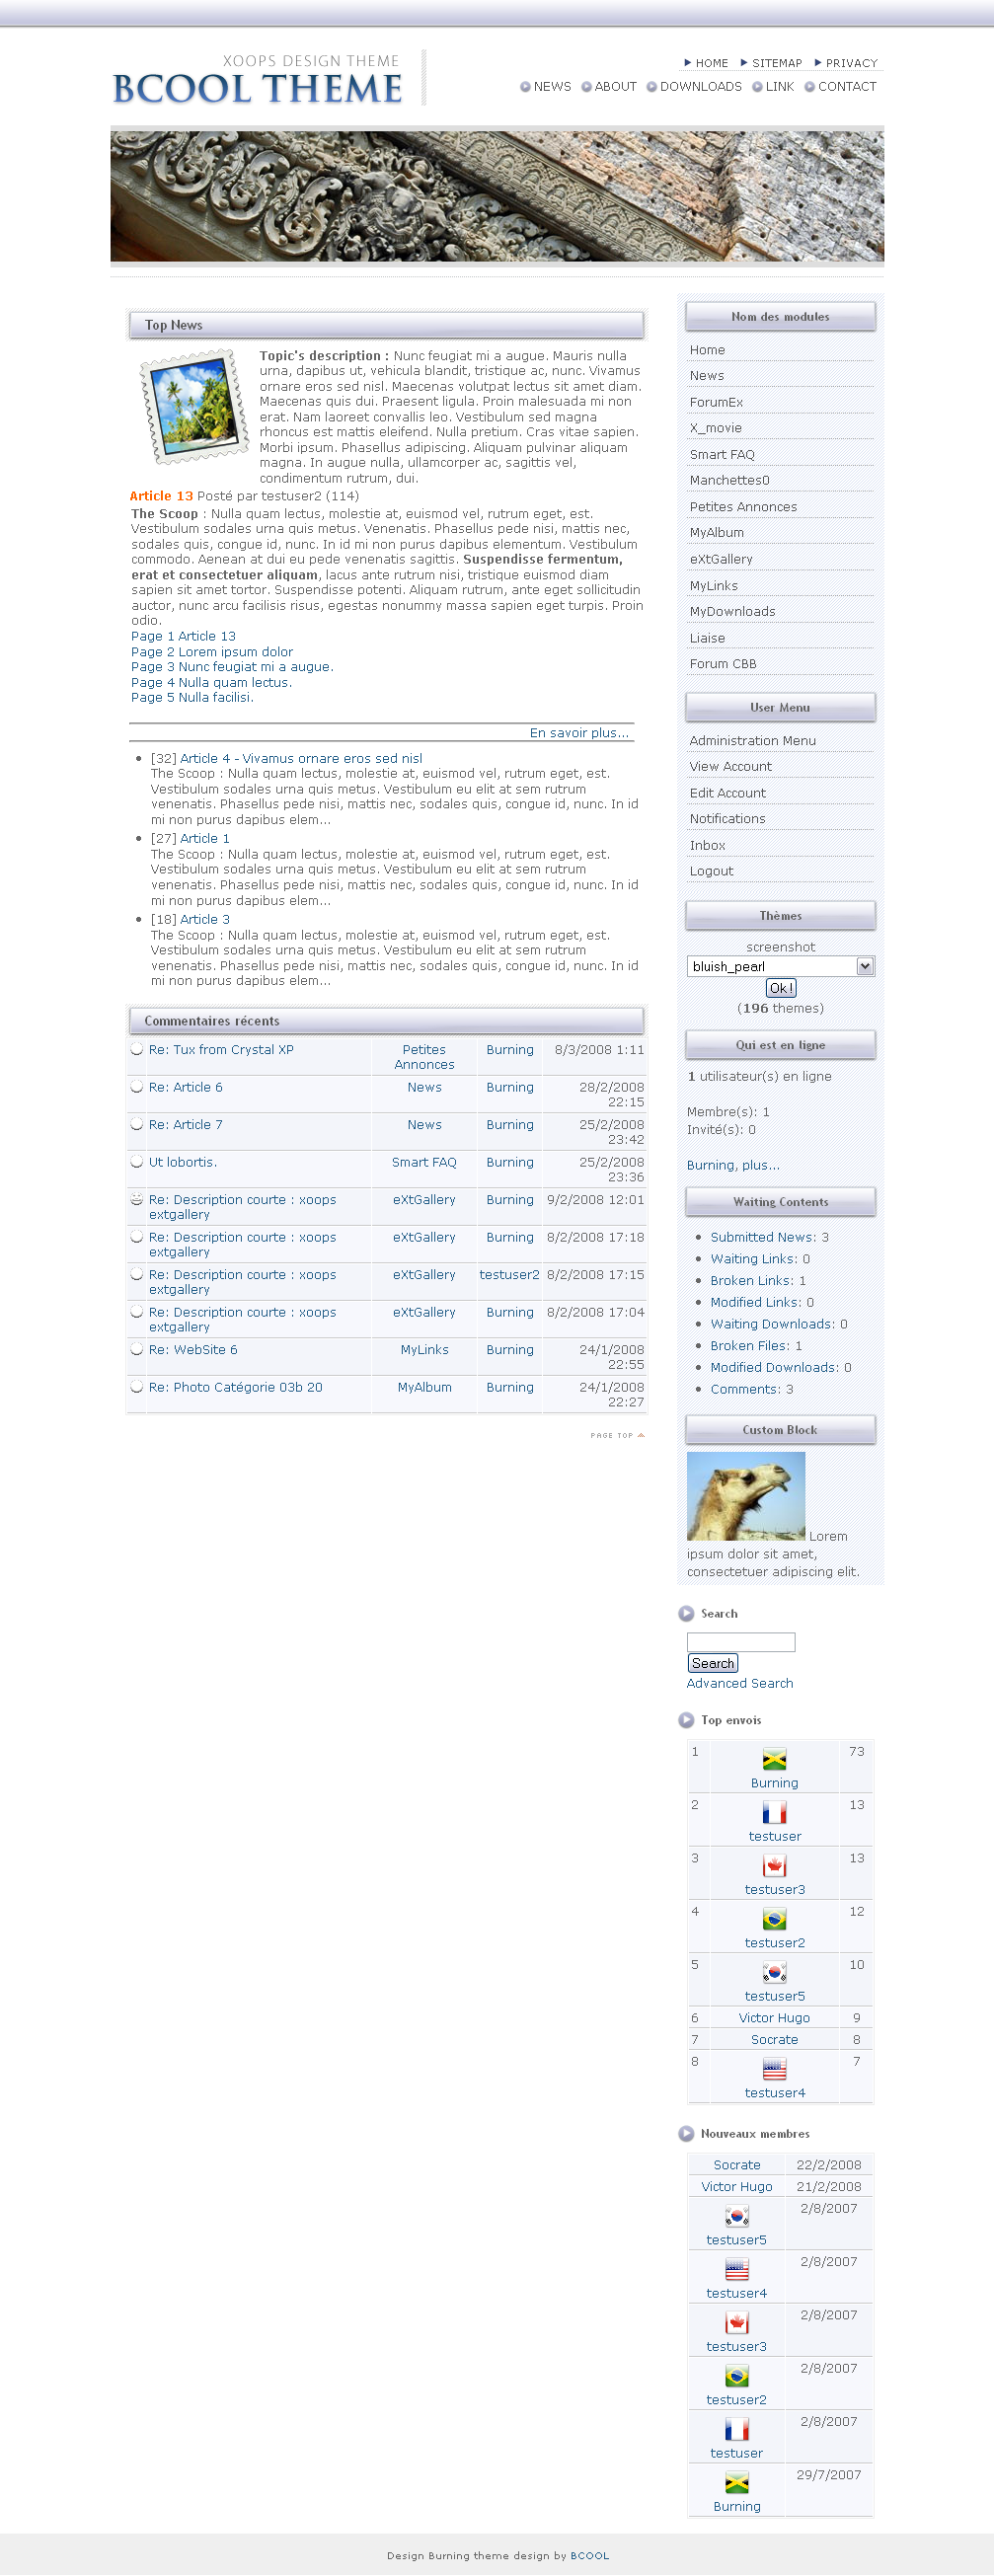 XOOPS DESIGN THEME
BCOOL THEME
HOME SITEMAP PRIVACY
NEWS ABOUT DOWNLOADS LINK CONTACT
Top News
Topic's description : Nunc feugiat mi a augue. Mauris nulla
urna, dapibus ut, vehicula blandit, tristique ac, nunc. Vivamus
ornare eros sed nisl. Maecenas volutpat lectus sit amet diam.
Maecenas quis dui. Praesent ligula. Proin malesuada mi non
erat. Nam laoreet convallis leo. Vestibulum sed magna
rhoncus est mattis eleifend. Nulla pretium. Cras vitae sapien.
Morbi ipsum. Phasellus adipiscing. Aliquam pulvinar aliquam
magna. In augue nulla, ullamcorper ac, sagittis vel,
condimentum rutrum, dui.
Article 13 Posté par testuser2 (114)
The Scoop : Nulla quam lectus, molestie at, euismod vel, rutrum eget, est.
Vestibulum sodales urna quis metus. Venenatis. Phasellus pede nisi, mattis nec,
sodales quis, congue id, nunc. In id mi non purus dapibus elementum. Vestibulum
commodo. Aenean at dui eu pede venenatis sagittis. Suspendisse fermentum,
erat et consectetuer aliquam, lacus ante rutrum nisi, tristique euismod diam
sapien sit amet tortor. Suspendisse potenti. Aliquam rutrum, ante eget sollicitudin
auctor, nunc arcu facilisis risus, egestas nonummy massa sapien eget turpis. Proin
odio.
Page 1 Article 13
Page 2 Lorem ipsum dolor
Page 3 Nunc feugiat mi a augue.
Page 4 Nulla quam lectus.
Page 5 Nulla facilisi.
En savoir plus...
[32] Article 4 - Vivamus ornare eros sed nisl
The Scoop : Nulla quam lectus, molestie at, euismod vel, rutrum eget, est.
Vestibulum sodales urna quis metus. Vestibulum eu elit at sem rutrum
venenatis. Phasellus pede nisi, mattis nec, sodales quis, congue id, nunc. In id
mi non purus dapibus elem...
[27] Article 1
The Scoop : Nulla quam lectus, molestie at, euismod vel, rutrum eget, est.
Vestibulum sodales urna quis metus. Vestibulum eu elit at sem rutrum
venenatis. Phasellus pede nisi, mattis nec, sodales quis, congue id, nunc. In id
mi non purus dapibus elem...
[18] Article 3
The Scoop : Nulla quam lectus, molestie at, euismod vel, rutrum eget, est.
Vestibulum sodales urna quis metus. Vestibulum eu elit at sem rutrum
venenatis. Phasellus pede nisi, mattis nec, sodales quis, congue id, nunc. In id
mi non purus dapibus elem...
Commentaires récents
Re: Tux from Crystal XP Petites Annonces Burning 8/3/2008 1:11
Re: Article 6 News Burning 28/2/2008 22:15
Re: Article 7 News Burning 25/2/2008 23:42
Ut lobortis. Smart FAQ Burning 25/2/2008 23:36
Re: Description courte : xoops extgallery eXtGallery Burning 9/2/2008 12:01
Re: Description courte : xoops extgallery eXtGallery Burning 8/2/2008 17:18
Re: Description courte : xoops extgallery eXtGallery testuser2 8/2/2008 17:15
Re: Description courte : xoops extgallery eXtGallery Burning 8/2/2008 17:04
Re: WebSite 6 MyLinks Burning 24/1/2008 22:55
Re: Photo Catégorie 03b 20 MyAlbum Burning 24/1/2008 22:27
PAGE TOP
Nom des modules
Home
News
ForumEx
X_movie
Smart FAQ
Manchettes0
Petites Annonces
MyAlbum
eXtGallery
MyLinks
MyDownloads
Liaise
Forum CBB
User Menu
Administration Menu
View Account
Edit Account
Notifications
Inbox
Logout
Thèmes
screenshot
bluish_pearl
Ok!
(196 themes)
Qui est en ligne
1 utilisateur(s) en ligne
Membre(s): 1
Invité(s): 0
Burning, plus...
Waiting Contents
Submitted News: 3
Waiting Links: 0
Broken Links: 1
Modified Links: 0
Waiting Downloads: 0
Broken Files: 1
Modified Downloads: 0
Comments: 3
Custom Block
Lorem
ipsum dolor sit amet,
consectetuer adipiscing elit.
Search
Search
Advanced Search
Top envois
1 Burning 73
2 testuser 13
3 testuser3 13
4 testuser2 12
5 testuser5 10
6 Victor Hugo 9
7 Socrate 8
8 testuser4 7
Nouveaux membres
Socrate 22/2/2008
Victor Hugo 21/2/2008
testuser5 2/8/2007
testuser4 2/8/2007
testuser3 2/8/2007
testuser2 2/8/2007
testuser 2/8/2007
Burning 29/7/2007
Design Burning theme design by BCOOL